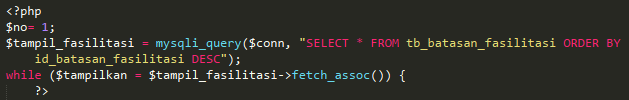 <?php
$no= 1;
$tampil_fasilitasi = mysqli_query($conn, "SELECT * FROM tb_batasan_fasilitasi ORDER BY
id_batasan_fasilitasi DESC");
while ($tampilkan = $tampil_fasilitasi->fetch_assoc()) {
?>